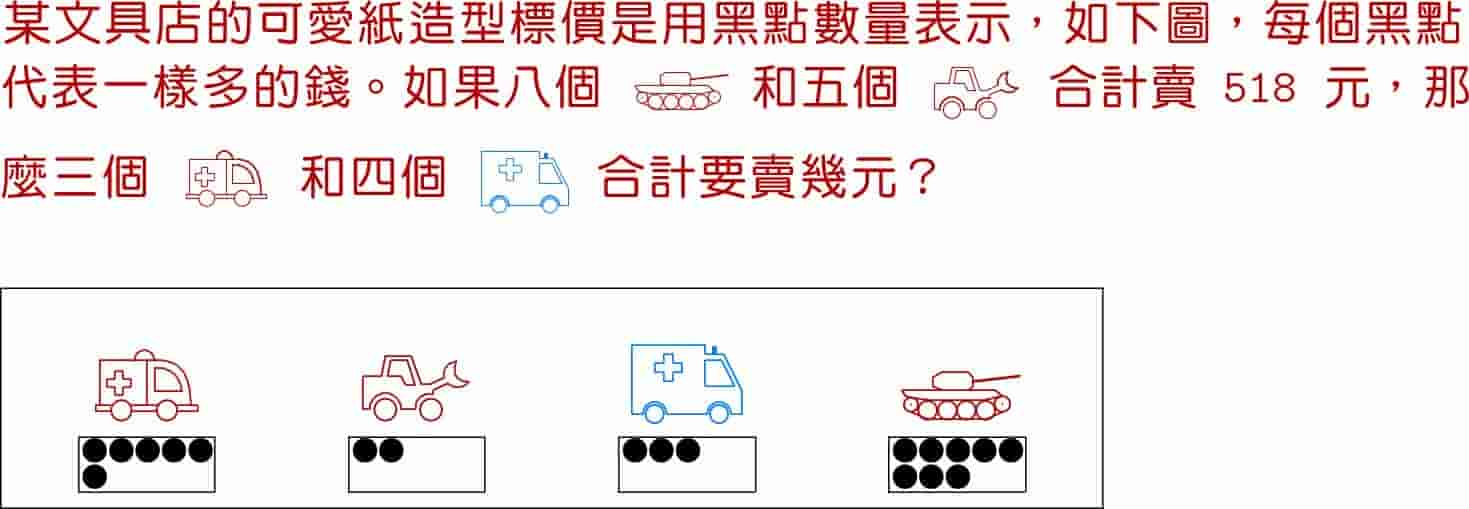 某文具店的可愛紙造型標價是用黑點數量表示，如下圖，每個黑點
代表一樣多的錢。如果八個 和五個 合計賣 518 元，那
麼三個 和四個 合計要賣幾元？